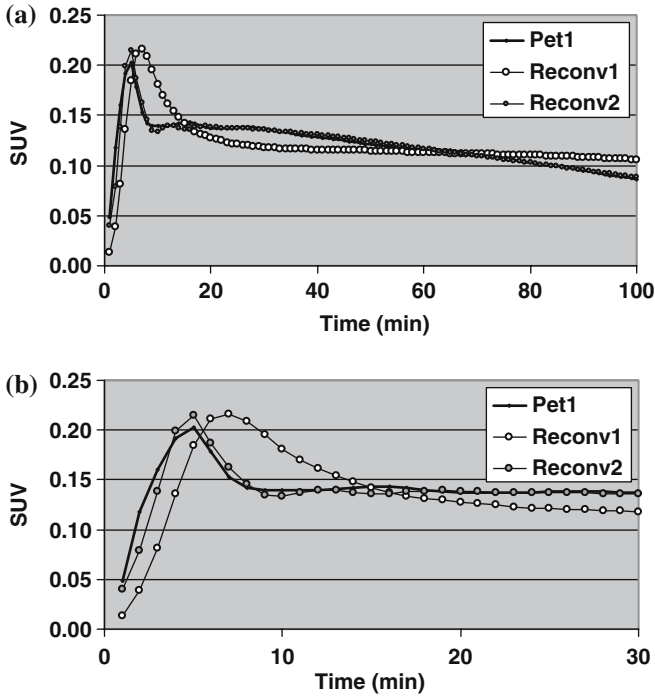 (a)
0.25
0.20
0.15
0.10
0.05
0.00
SUV
Pet1
Reconv1
Reconv2
0 20 40 60 80 100
Time (min)
(b)
0.25
0.20
0.15
0.10
0.05
0.00
SUV
Pet1
Reconv1
Reconv2
0 10 20 30
Time (min)